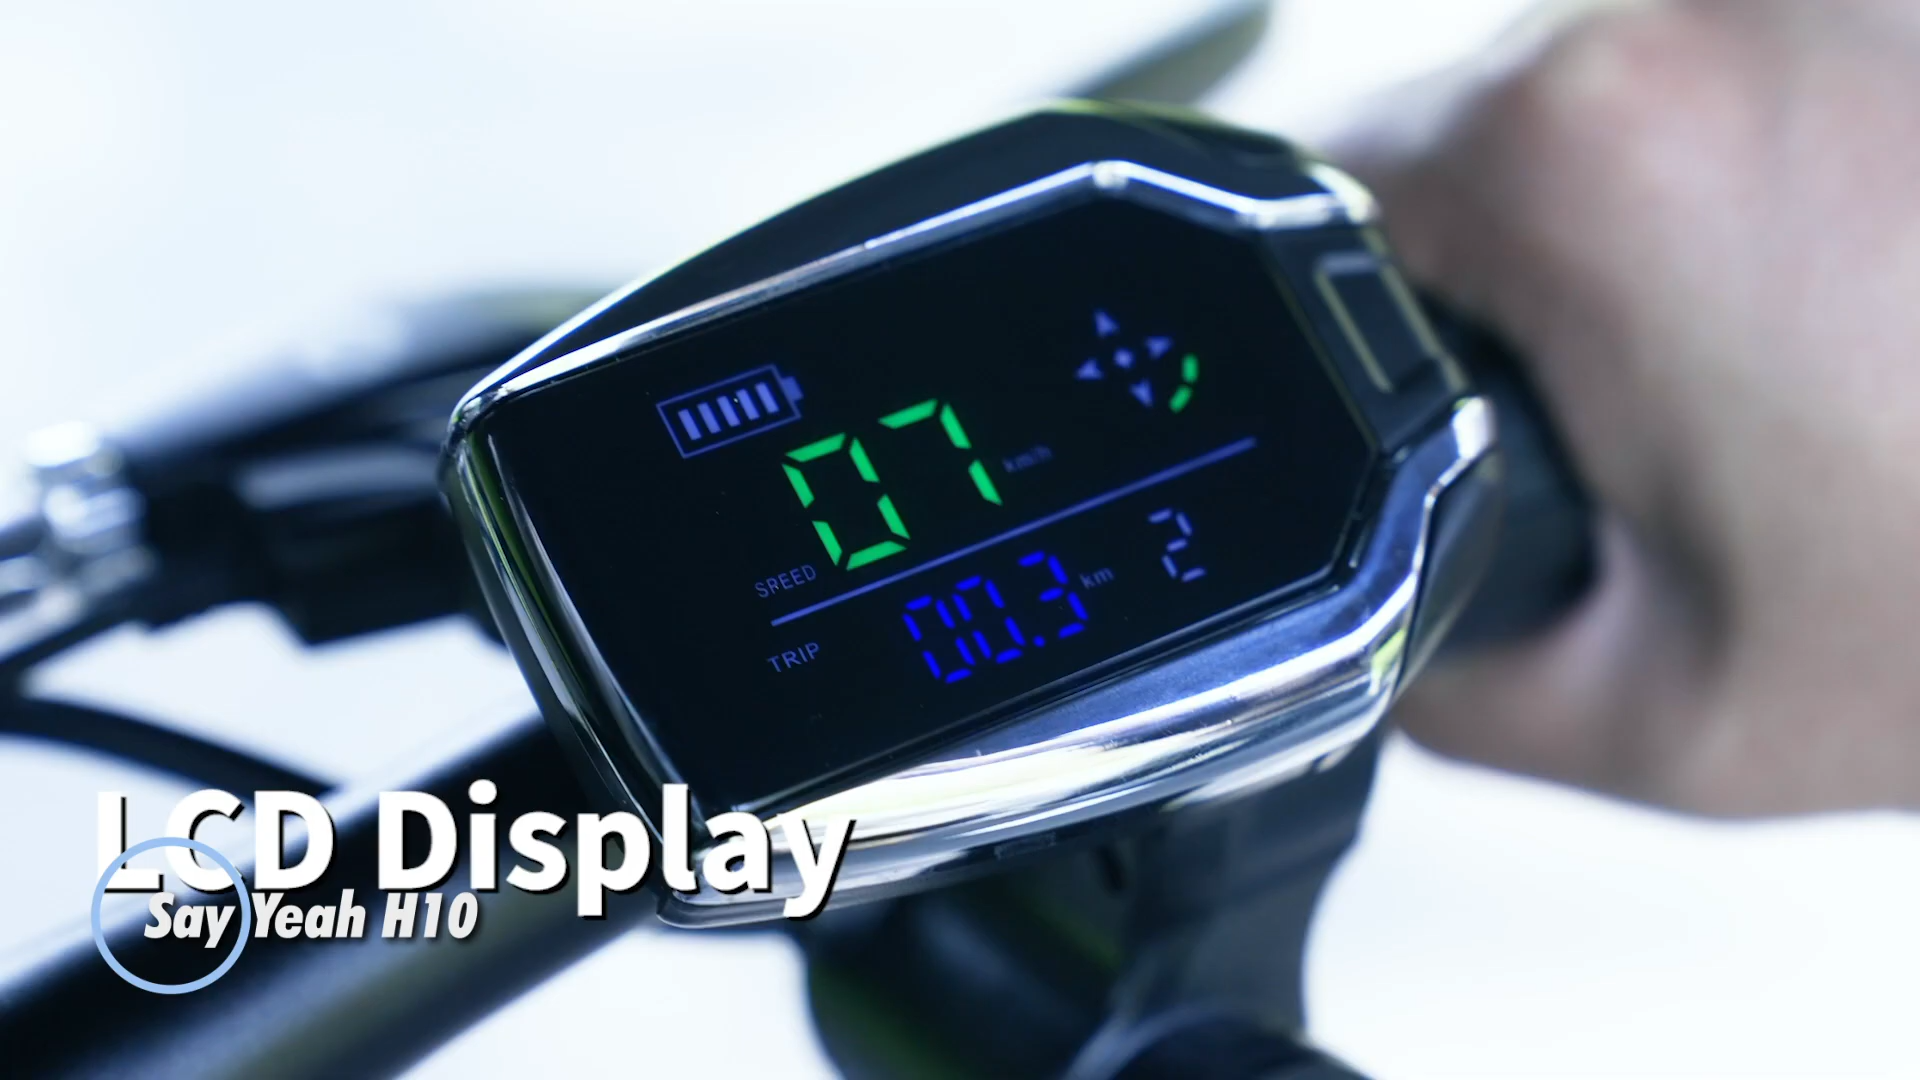 07 km/h
SREED
00.3 km 2
TRIP
LCD Display
Say Yeah H10